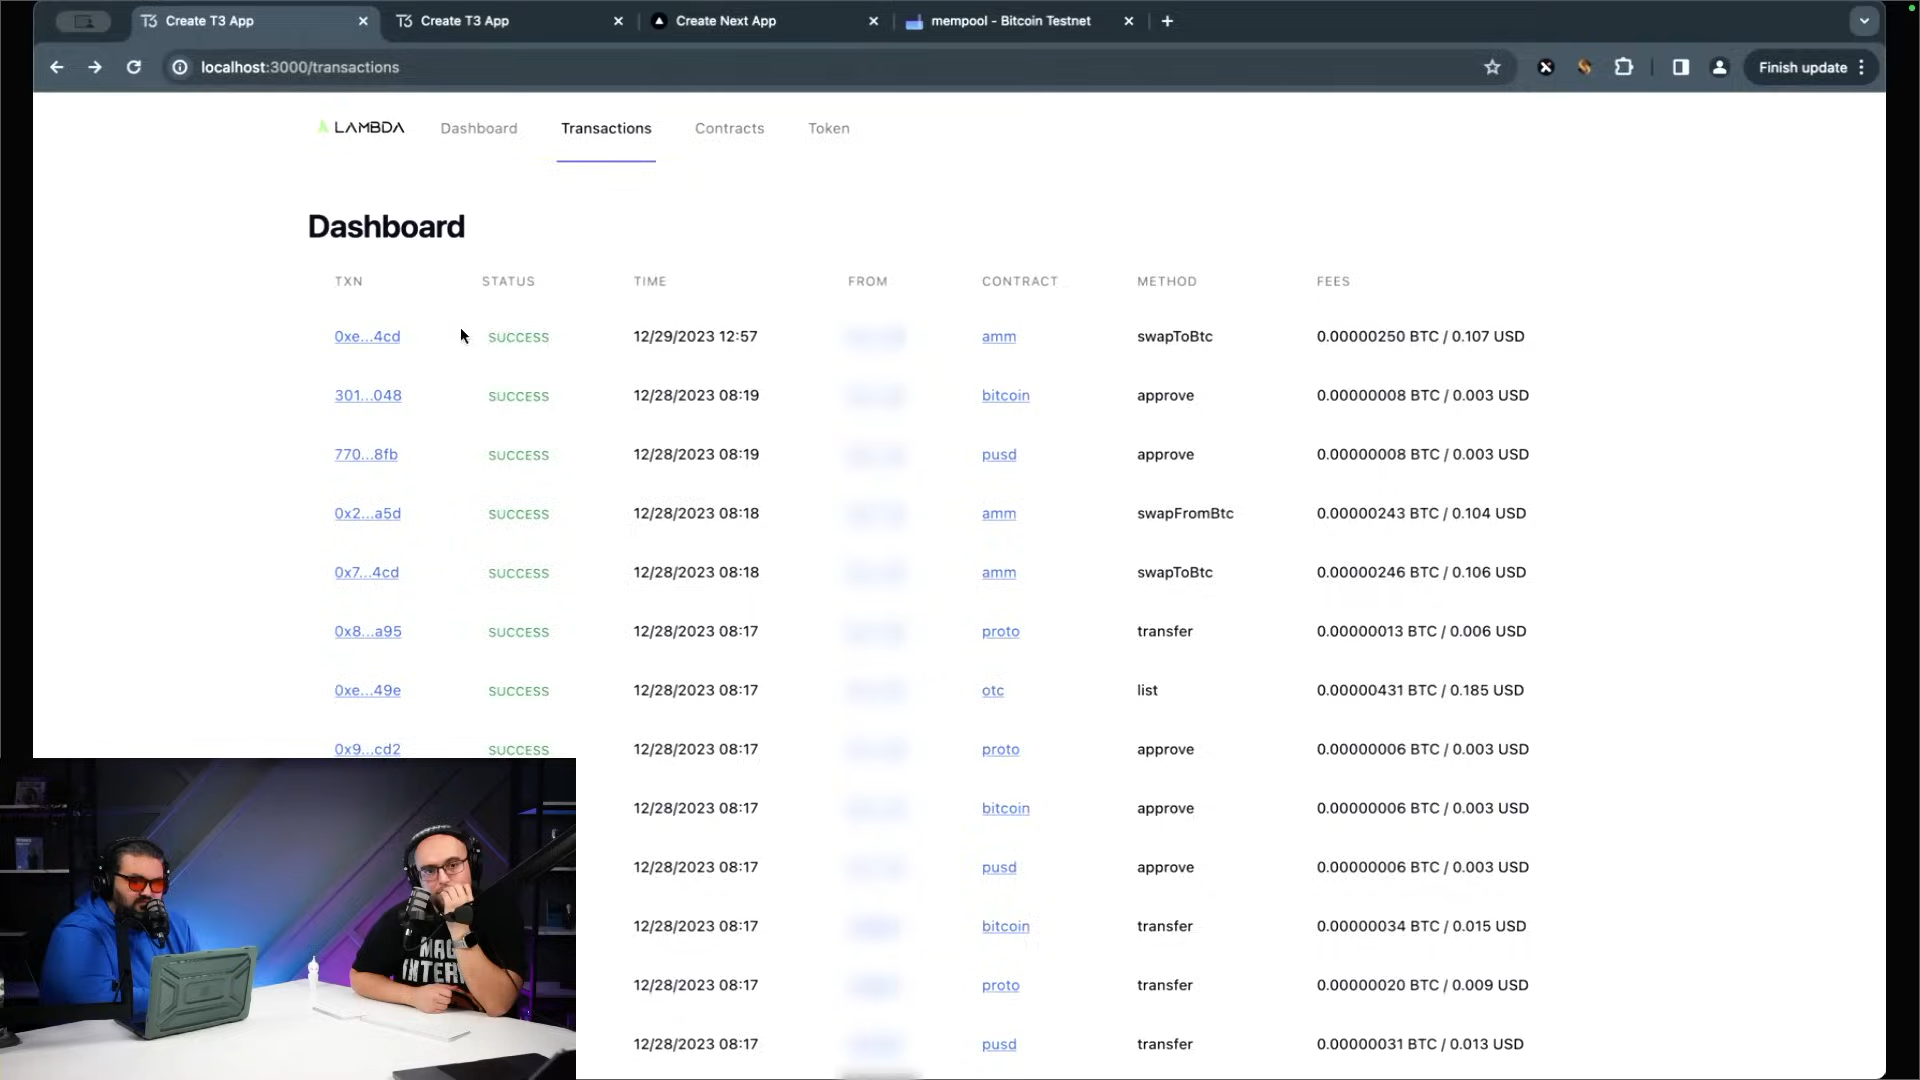 Create T3 App
Create T3 App
Create Next App
mempool - Bitcoin Testnet
localhost:3000/transactions
Finish update
LAMBDA
Dashboard
Transactions
Contracts
Token
Dashboard
TXN STATUS TIME FROM CONTRACT METHOD FEES
0xe...4cd SUCCESS 12/29/2023 12:57 amm swapToBtc 0.00000250 BTC / 0.107 USD
301...048 SUCCESS 12/28/2023 08:19 bitcoin approve 0.00000008 BTC / 0.003 USD
770...8fb SUCCESS 12/28/2023 08:19 pusd approve 0.00000008 BTC / 0.003 USD
0x2...a5d SUCCESS 12/28/2023 08:18 amm swapFromBtc 0.00000243 BTC / 0.104 USD
0x7...4cd SUCCESS 12/28/2023 08:18 amm swapToBtc 0.00000246 BTC / 0.106 USD
0x8...a95 SUCCESS 12/28/2023 08:17 proto transfer 0.00000013 BTC / 0.006 USD
0xe...49e SUCCESS 12/28/2023 08:17 otc list 0.00000431 BTC / 0.185 USD
0x9...cd2 SUCCESS 12/28/2023 08:17 proto approve 0.00000006 BTC / 0.003 USD
12/28/2023 08:17 bitcoin approve 0.00000006 BTC / 0.003 USD
12/28/2023 08:17 pusd approve 0.00000006 BTC / 0.003 USD
12/28/2023 08:17 bitcoin transfer 0.00000034 BTC / 0.015 USD
12/28/2023 08:17 proto transfer 0.00000020 BTC / 0.009 USD
12/28/2023 08:17 pusd transfer 0.00000031 BTC / 0.013 USD